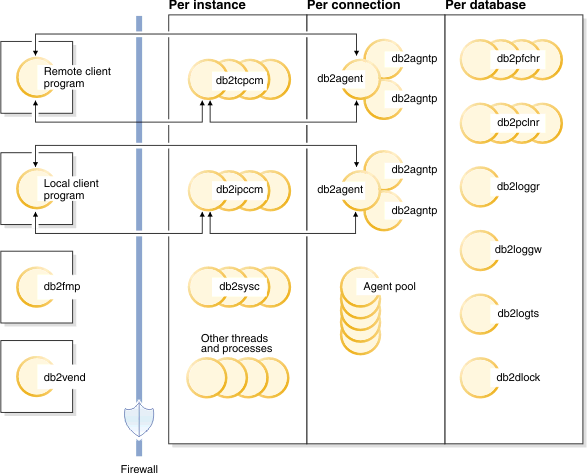 Per instance
Per connection
Per database
Remote client
program
db2tcpcm
db2agent
db2agntp
db2agntp
db2pfchr
db2pclnr
Local client
program
db2ipccm
db2agent
db2agntp
db2agntp
db2loggr
db2loggw
db2fmp
db2sysc
Agent pool
db2logts
Other threads
and processes
db2vend
db2dlock
Firewall